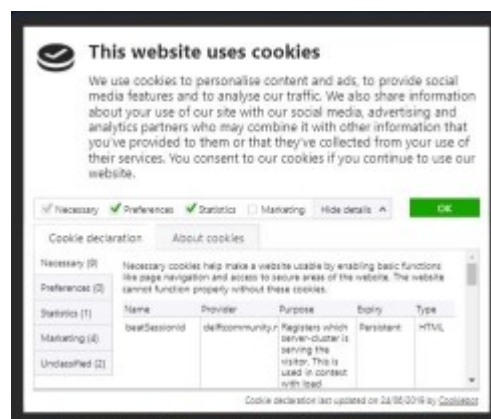 This website uses cookies
We use cookies to personalise content and ads, to provide social
media features and to analyse our traffic. We also share information
about your use of our site with our social media, advertising and
analytics partners who may combine it with other information that
you've provided to them or that they've collected from your use of
their services. You consent to our cookies if you continue to use our
website.
Necessary Preferences Statistics Marketing Hide details OK
Cookie declaration About cookies
Necessary (9)
Preferences (0)
Statistics (1)
Marketing (4)
Unclassified (2)
Necessary cookies help make a website usable by enabling basic functions
like page navigation and access to secure areas of the website. The website
cannot function properly without these cookies.
Name Provider Purpose Expiry Type
beatSessionId delftcommunity.n Registers which Persistent HTML
server-cluster is
serving the
visitor. This is
used in context
with load
Cookie declaration last updated on 24/06/2019 by Cookiebot